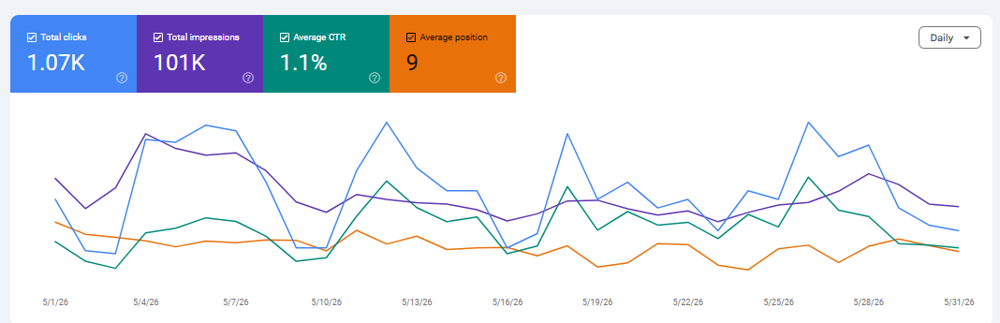 Total clicks
1.07K
Total impressions
101K
Average CTR
1.1%
Average position
9
Daily
5/1/26 5/4/26 5/7/26 5/10/26 5/13/26 5/16/26 5/19/26 5/22/26 5/25/26 5/28/26 5/31/26